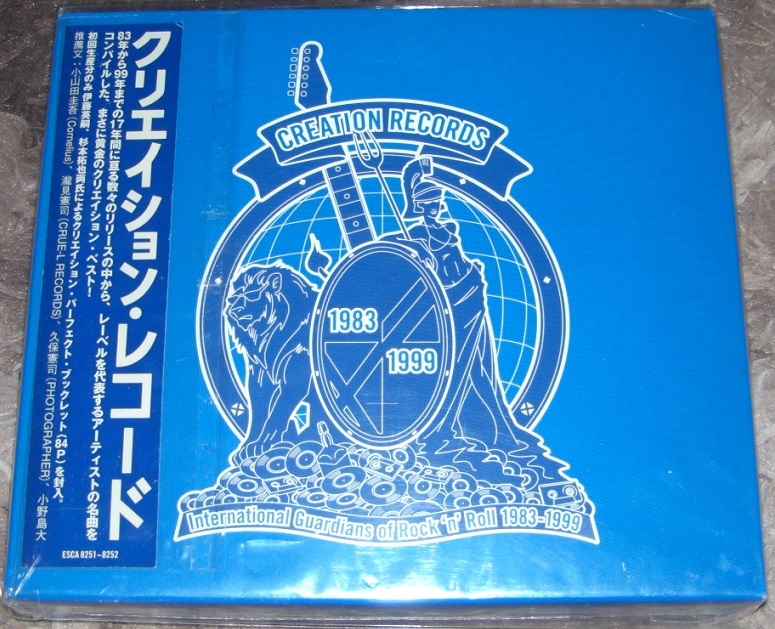 クリエイション・レコード
83年から99年までの17年間に亘る数々のリリースの中から、レーベルを代表するアーティストの名曲を
コンパイルした、まさに黄金のクリエイション・ベスト!
初回生産分のみ伊藤英嗣、杉本拓也両氏によるクリエイション・パーフェクト・ブックレット(84P)を封入。
推薦文:小山田圭吾(Cornelius)、瀧見憲司(CRUE-L RECORDS)、久保憲司(PHOTOGRAPHER)、小野島大
ESCA 8251~8252
CREATION RECORDS
1983
1999
International Guardians of Rock 'n' Roll 1983-1999